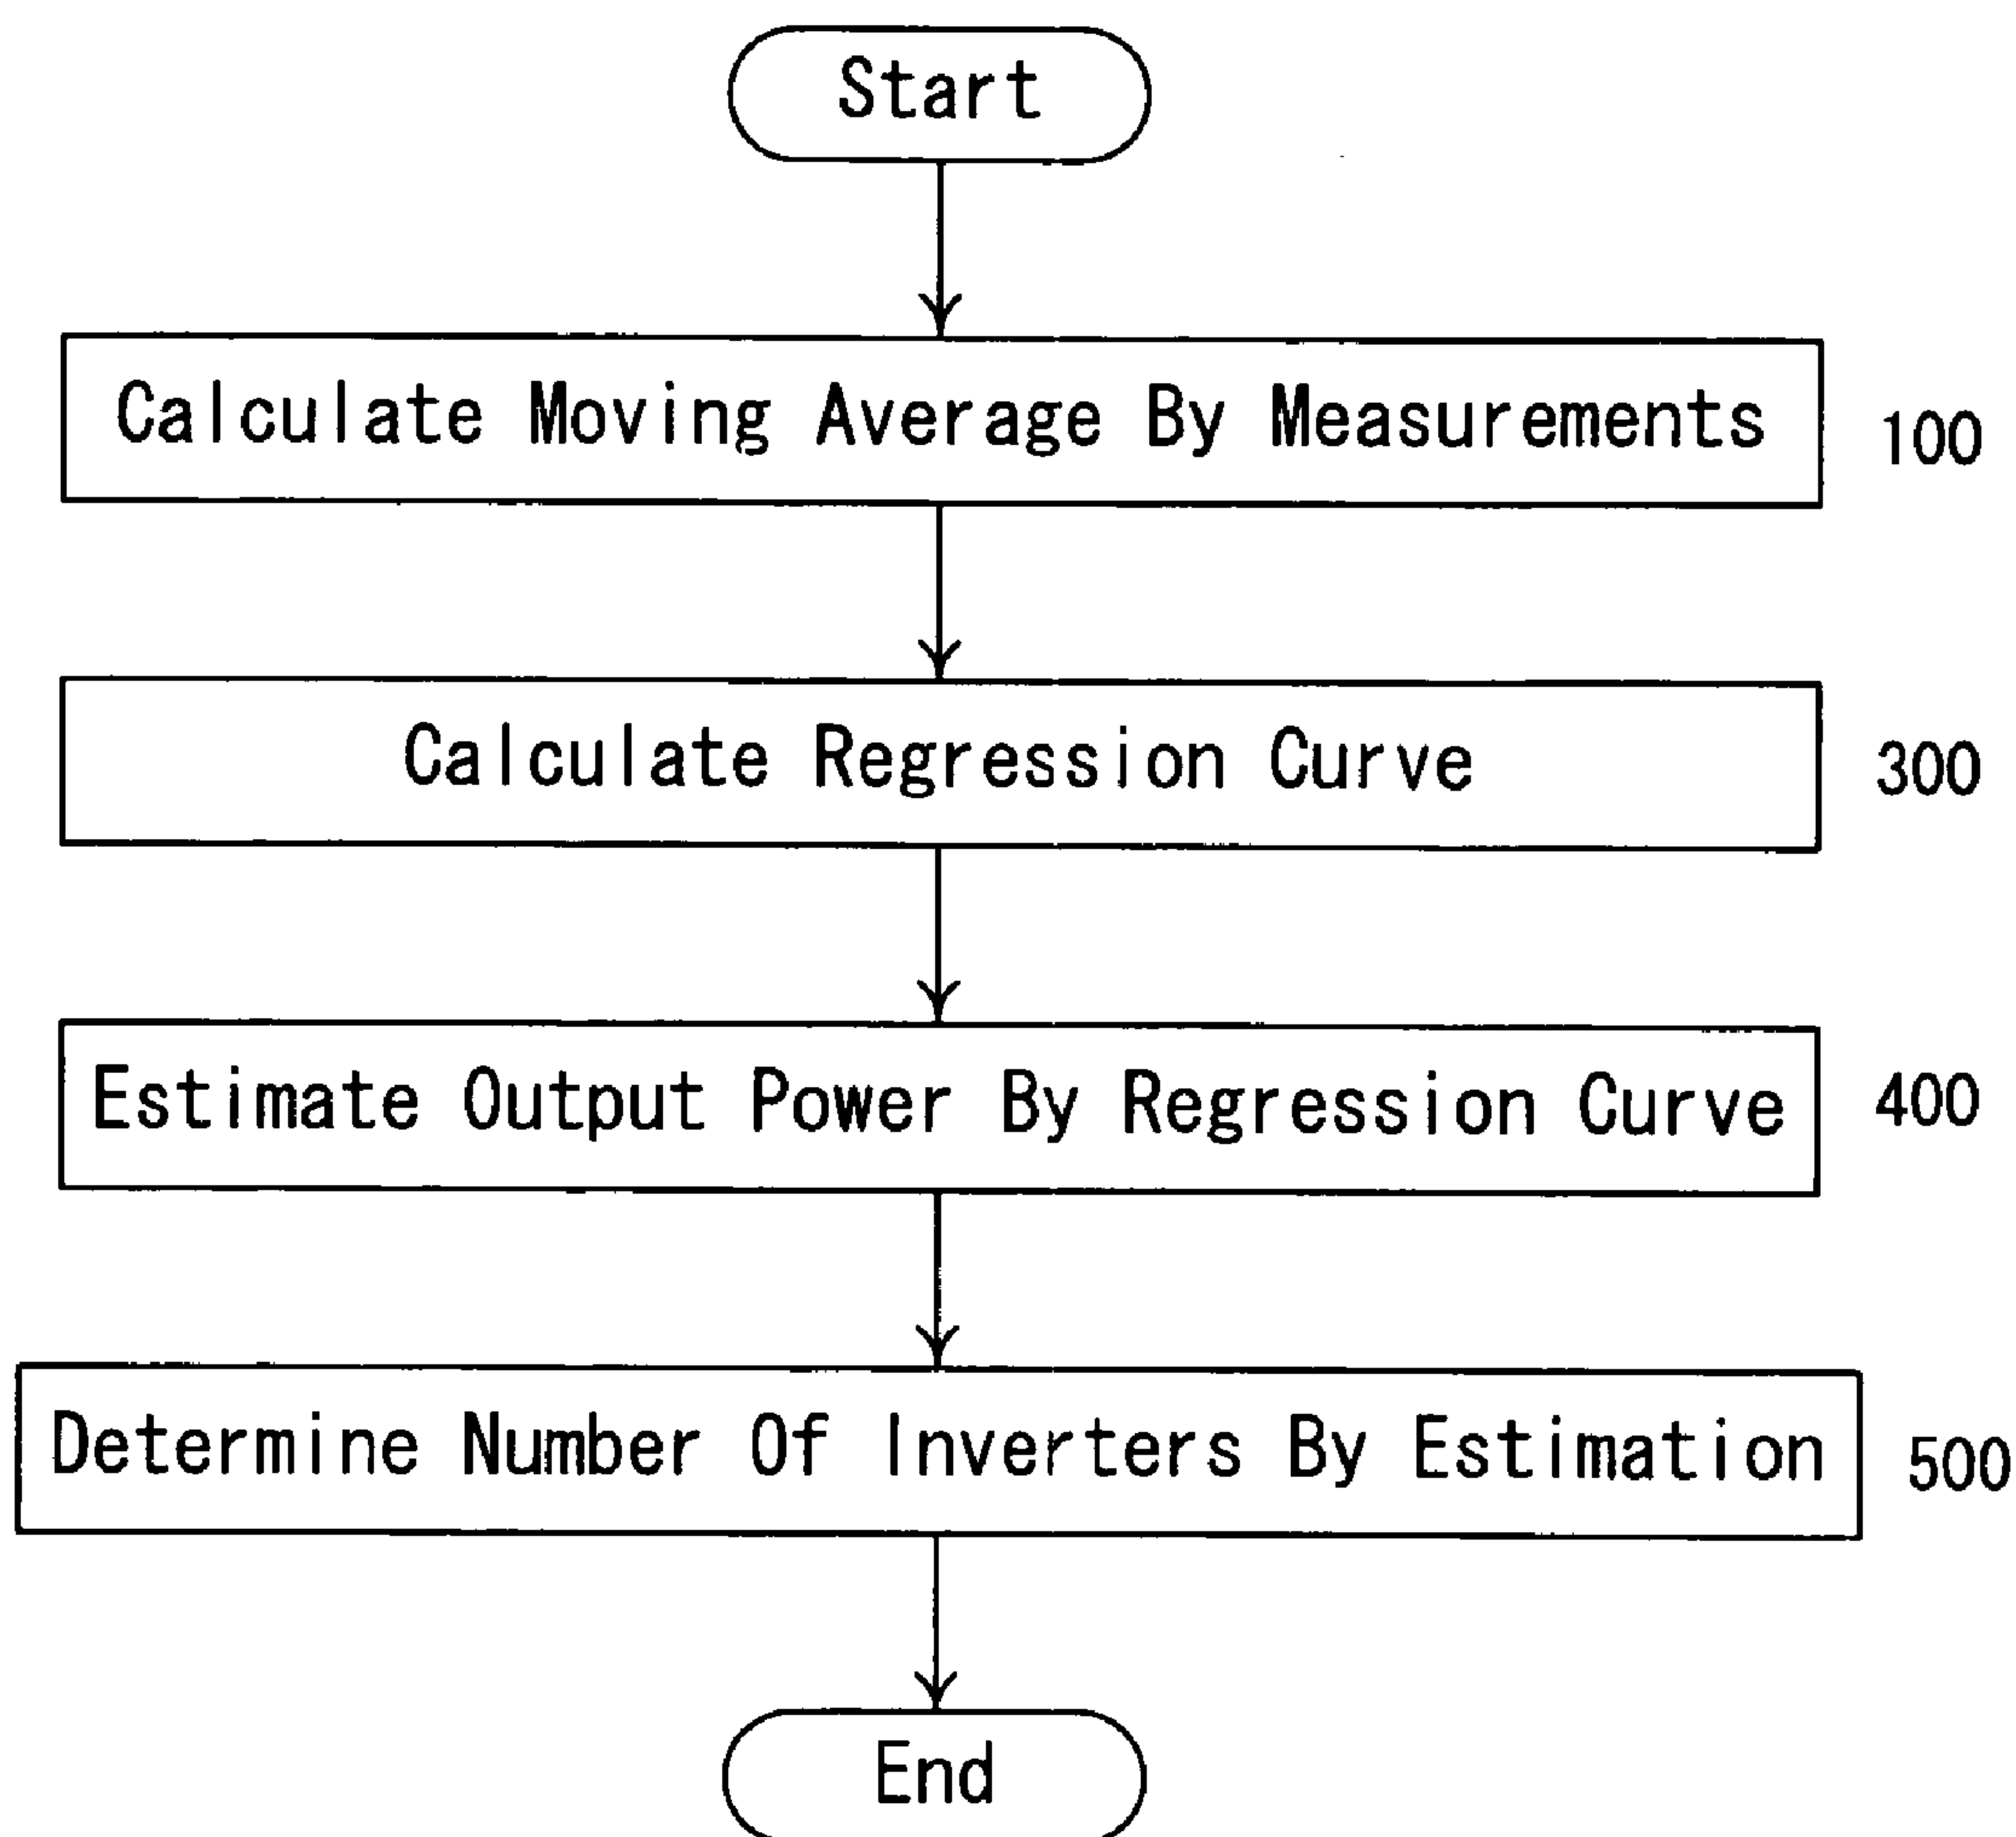 Start
Calculate Moving Average By Measurements 100
Calculate Regression Curve 300
Estimate Output Power By Regression Curve 400
Determine Number Of Inverters By Estimation 500
End